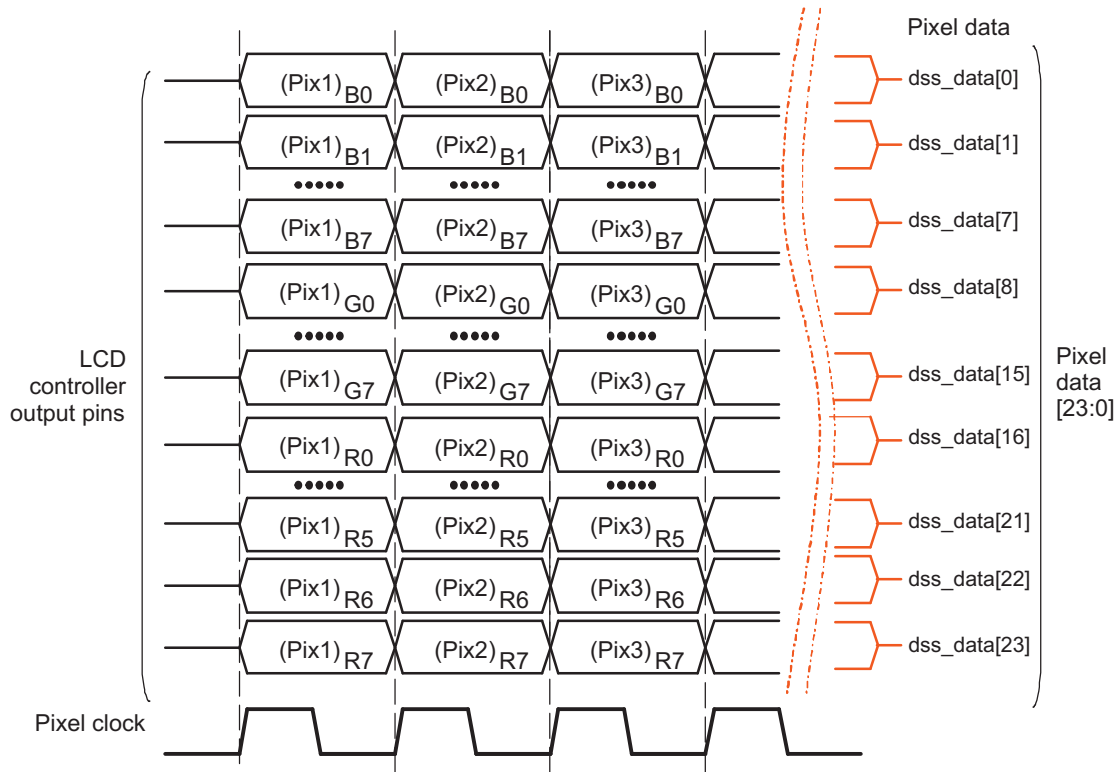 Pixel data
(Pix1)B0 (Pix2)B0 (Pix3)B0 dss_data[0]
(Pix1)B1 (Pix2)B1 (Pix3)B1 dss_data[1]
(Pix1)B7 (Pix2)B7 (Pix3)B7 dss_data[7]
(Pix1)G0 (Pix2)G0 (Pix3)G0 dss_data[8]
LCD
controller
output pins
(Pix1)G7 (Pix2)G7 (Pix3)G7 dss_data[15]
Pixel
data
[23:0]
(Pix1)R0 (Pix2)R0 (Pix3)R0 dss_data[16]
(Pix1)R5 (Pix2)R5 (Pix3)R5 dss_data[21]
(Pix1)R6 (Pix2)R6 (Pix3)R6 dss_data[22]
(Pix1)R7 (Pix2)R7 (Pix3)R7 dss_data[23]
Pixel clock